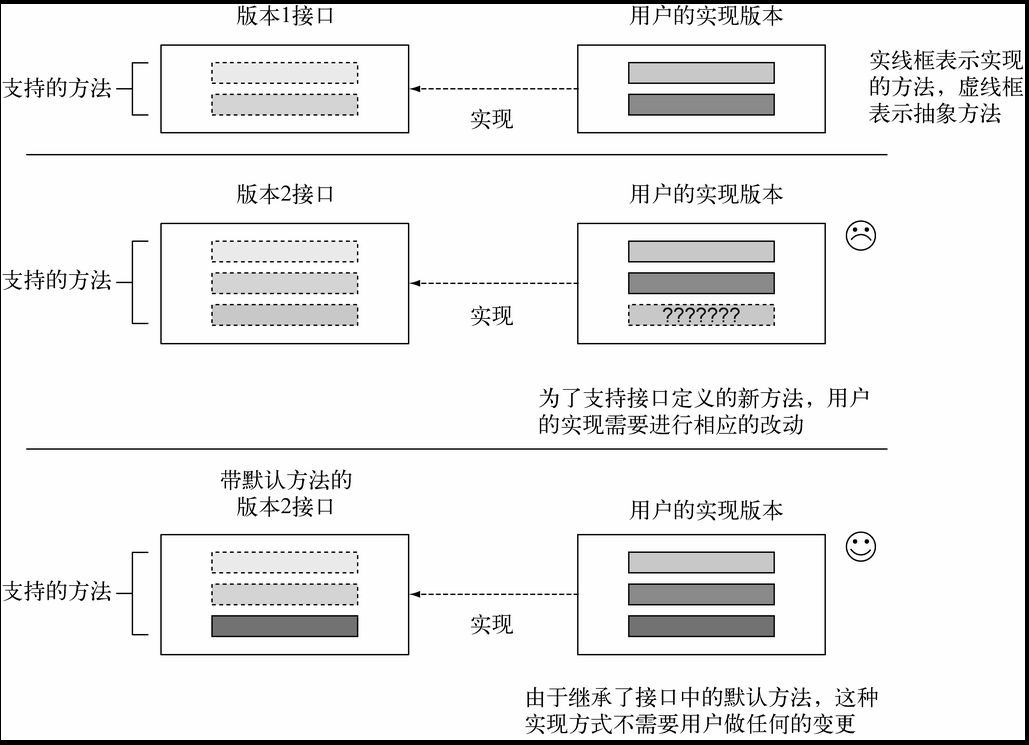 版本1接口
用户的实现版本
支持的方法
实现
实线框表示实现
的方法，虚线框
表示抽象方法
版本2接口
用户的实现版本
支持的方法
实现
???????
为了支持接口定义的新方法，用户
的实现需要进行相应的改动
带默认方法的
版本2接口
用户的实现版本
支持的方法
实现
由于继承了接口中的默认方法，这种
实现方式不需要用户做任何的变更